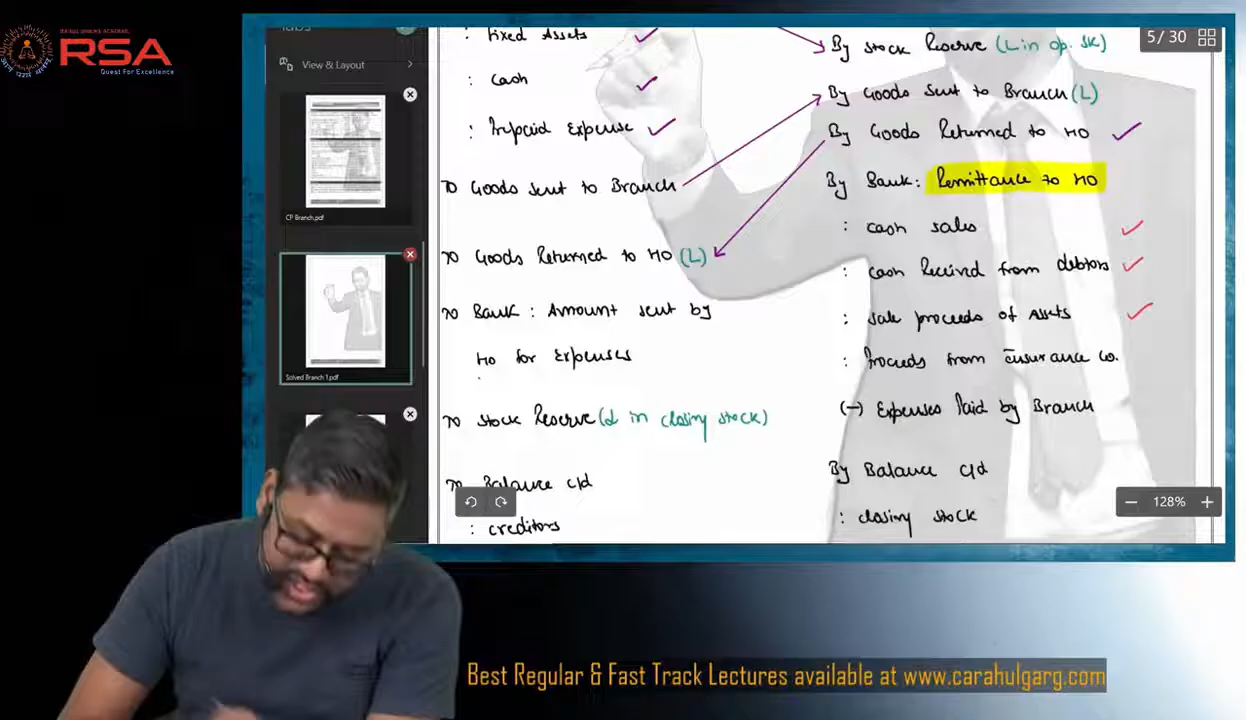 RAHUL SHARMA ACADEMY
RSA
Quest For Excellence
View & Layout
CP Branch.pdf
Solved Branch 1.pdf
5 / 30
128%
: Fixed Assets
: Cash
: Prepaid Expense
To Goods sent to Branch
To Goods Returned to HO (L)
To Bank : Amount sent by
HO for Expenses
To Stock Reserve (L in closing stock)
To Balance c/d
: creditors
By Stock Reserve (L in op. SK)
By Goods Sent to Branch (L)
By Goods Returned to HO
By Bank : Remittance to HO
: cash sales
: cash Received from debtors
: Sale proceeds of Assets
: Proceeds from insurance co.
(-) Expenses Paid by Branch
By Balance c/d
: closing stock
Best Regular & Fast Track Lectures available at www.carahulgarg.com